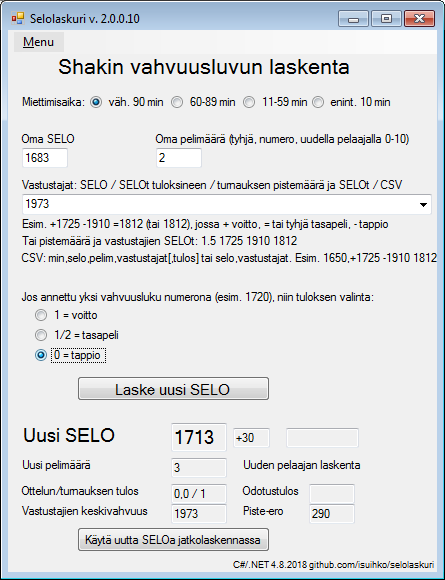 Selolaskuri v. 2.0.0.10
Menu
Shakin vahvuusluvun laskenta
Miettimisaika: väh. 90 min 60-89 min 11-59 min enint. 10 min
Oma SELO Oma pelimäärä (tyhjä, numero, uudella pelaajalla 0-10)
1683 2
Vastustajat: SELO / SELOt tuloksineen / turnauksen pistemäärä ja SELOt / CSV
1973
Esim. +1725 -1910 =1812 (tai 1812), jossa + voitto, = tai tyhjä tasapeli, - tappio
Tai pistemäärä ja vastustajien SELOt: 1.5 1725 1910 1812
CSV: min,selo,pelim,vastustajat[,tulos] tai selo,vastustajat. Esim. 1650,+1725 -1910 1812
Jos annettu yksi vahvuusluku numerona (esim. 1720), niin tuloksen valinta:
1 = voitto
1/2 = tasapeli
0 = tappio
Laske uusi SELO
Uusi SELO 1713 +30
Uusi pelimäärä 3 Uuden pelaajan laskenta
Ottelun/turnauksen tulos 0,0 / 1 Odotustulos
Vastustajien keskivahvuus 1973 Piste-ero 290
Käytä uutta SELOa jatkolaskennassa
C#/.NET 4.8.2018 github.com/isuihko/selolaskuri